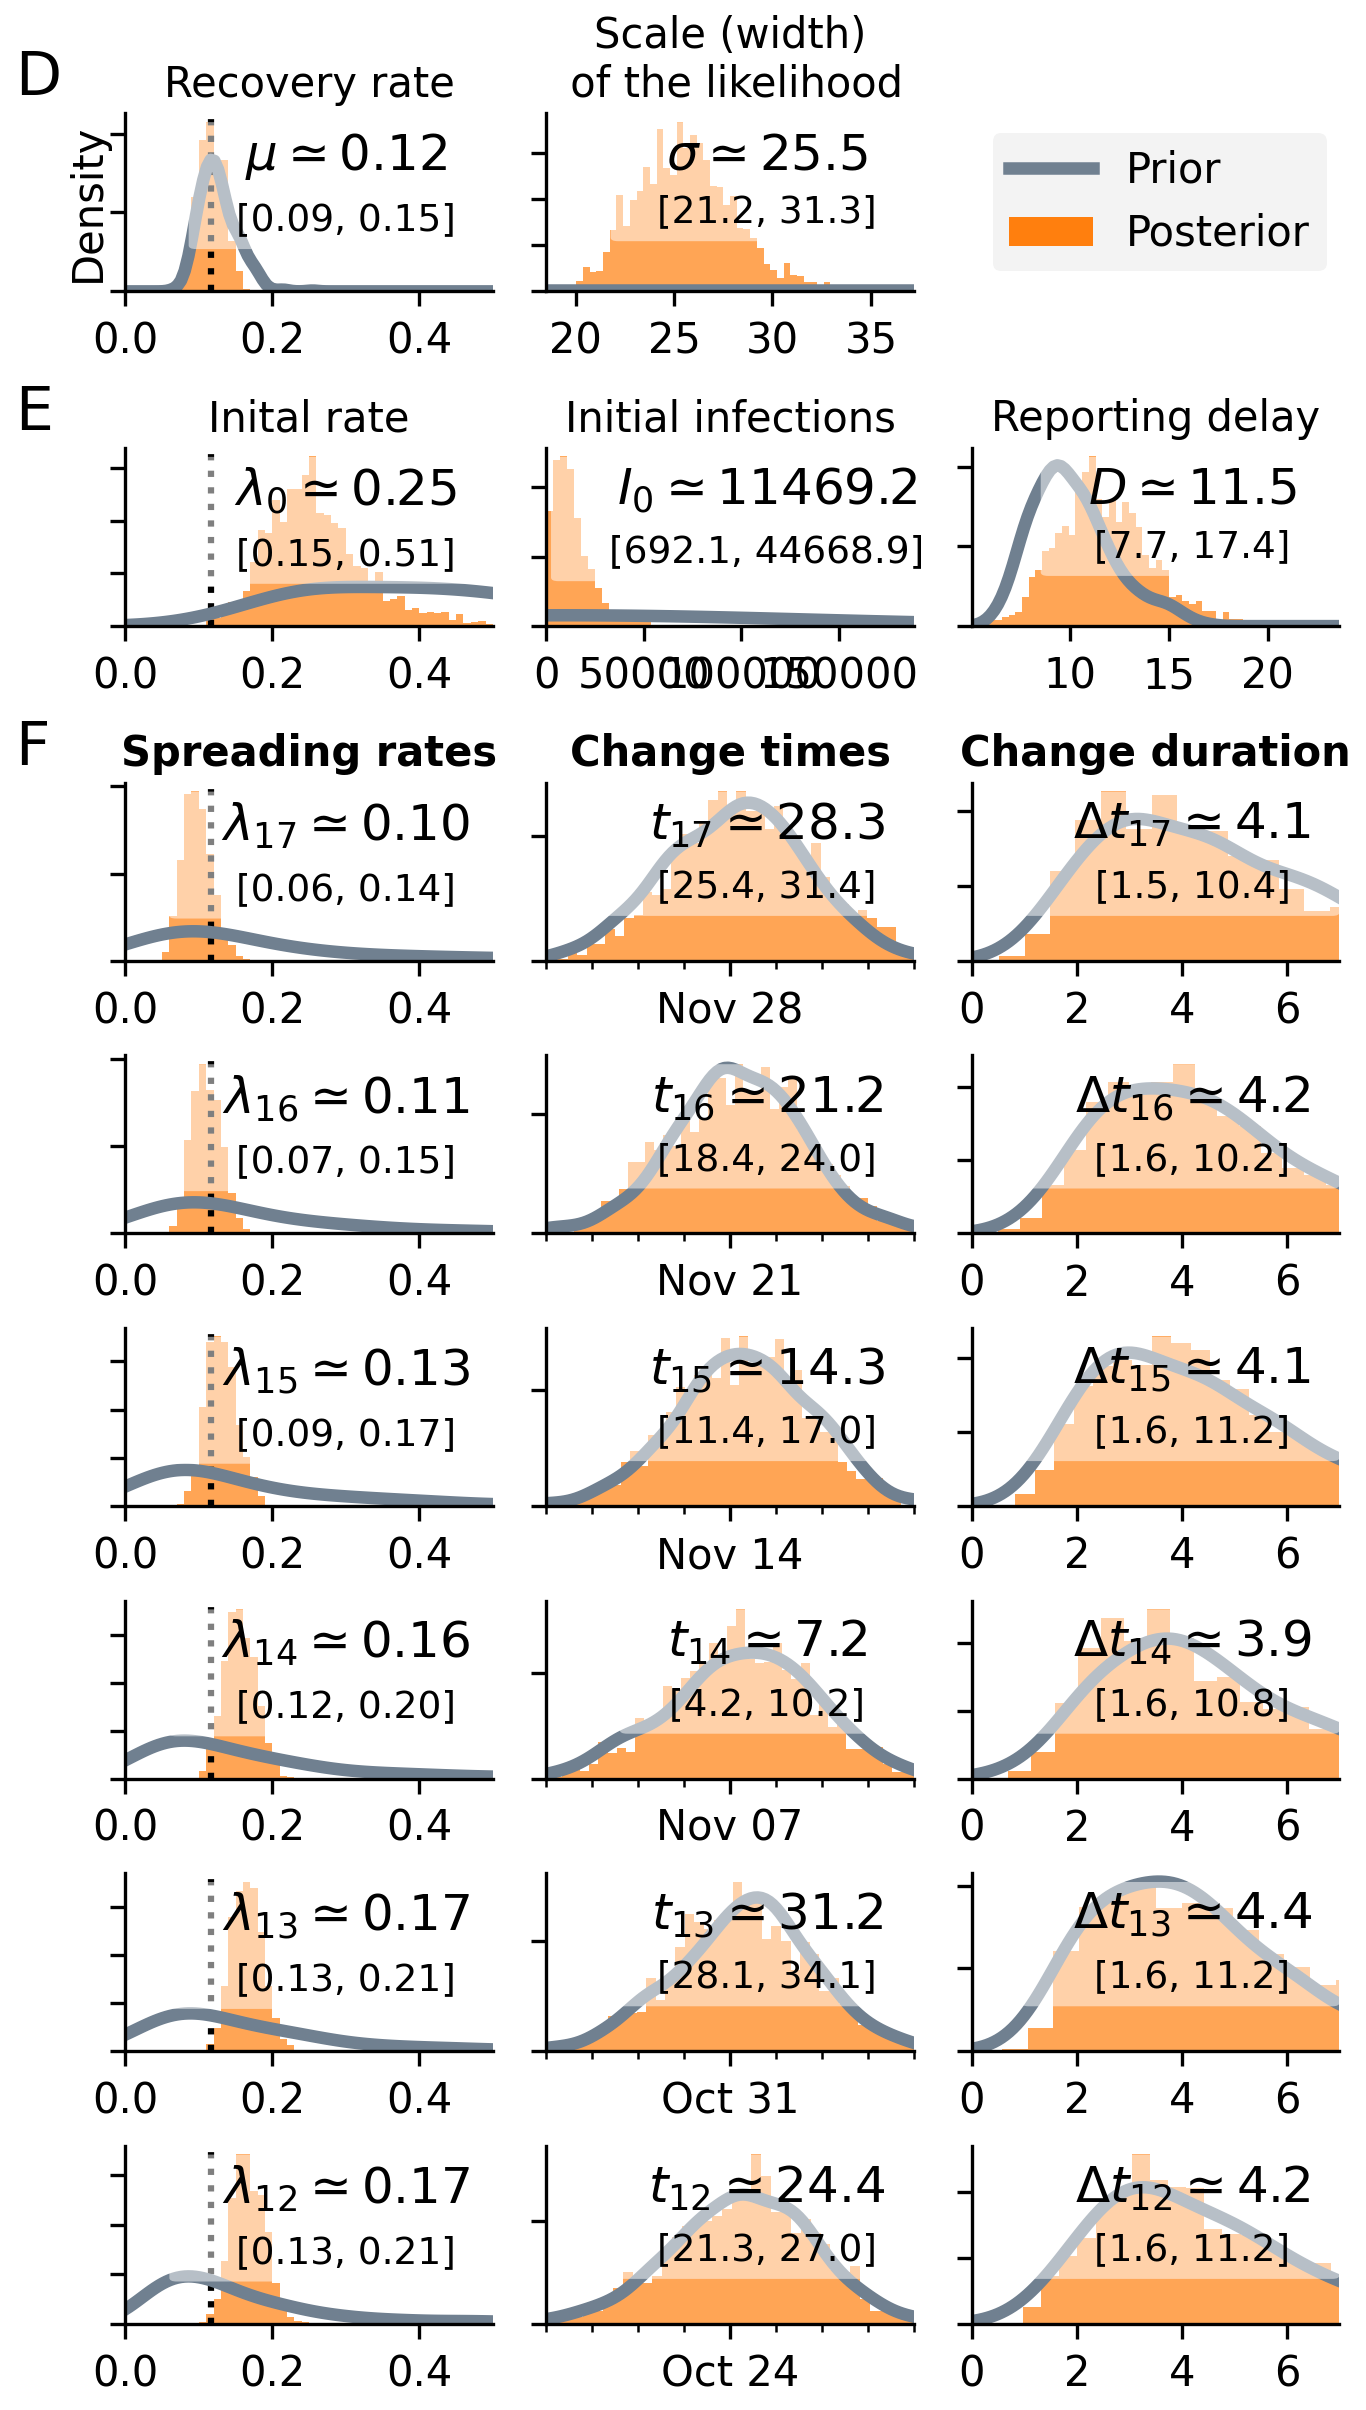 D
Recovery rate
Scale (width)
of the likelihood
Density
μ ≃ 0.12
[0.09, 0.15]
0.0 0.2 0.4
σ ≃ 25.5
[21.2, 31.3]
20 25 30 35
Prior
Posterior
E
Inital rate
λ0 ≃ 0.25
[0.15, 0.51]
0.0 0.2 0.4
Initial infections
I0 ≃ 11469.2
[692.1, 44668.9]
0 50000 100000 150000
Reporting delay
D ≃ 11.5
[7.7, 17.4]
10 15 20
F
Spreading rates
Change times
Change duration
λ17 ≃ 0.10
[0.06, 0.14]
0.0 0.2 0.4
t17 ≃ 28.3
[25.4, 31.4]
Nov 28
Δt17 ≃ 4.1
[1.5, 10.4]
0 2 4 6
λ16 ≃ 0.11
[0.07, 0.15]
0.0 0.2 0.4
t16 ≃ 21.2
[18.4, 24.0]
Nov 21
Δt16 ≃ 4.2
[1.6, 10.2]
0 2 4 6
λ15 ≃ 0.13
[0.09, 0.17]
0.0 0.2 0.4
t15 ≃ 14.3
[11.4, 17.0]
Nov 14
Δt15 ≃ 4.1
[1.6, 11.2]
0 2 4 6
λ14 ≃ 0.16
[0.12, 0.20]
0.0 0.2 0.4
t14 ≃ 7.2
[4.2, 10.2]
Nov 07
Δt14 ≃ 3.9
[1.6, 10.8]
0 2 4 6
λ13 ≃ 0.17
[0.13, 0.21]
0.0 0.2 0.4
t13 ≃ 31.2
[28.1, 34.1]
Oct 31
Δt13 ≃ 4.4
[1.6, 11.2]
0 2 4 6
λ12 ≃ 0.17
[0.13, 0.21]
0.0 0.2 0.4
t12 ≃ 24.4
[21.3, 27.0]
Oct 24
Δt12 ≃ 4.2
[1.6, 11.2]
0 2 4 6